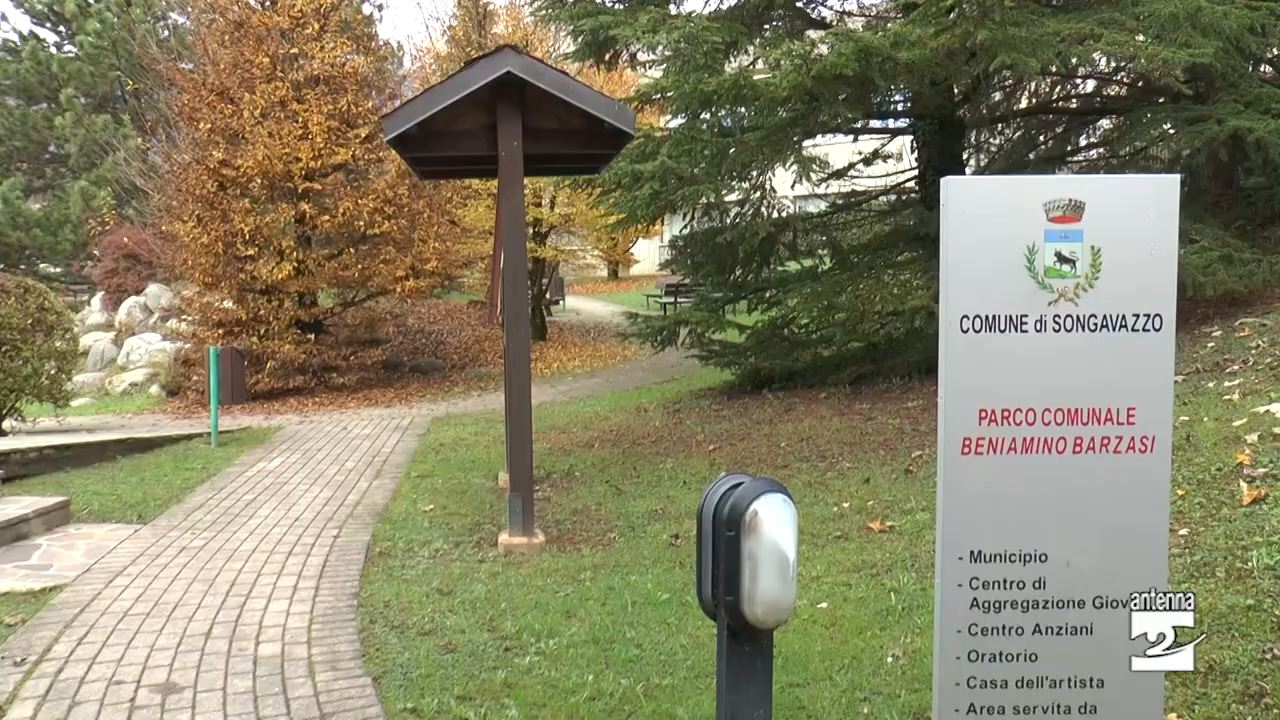 COMUNE di SONGAVAZZO
PARCO COMUNALE
BENIAMINO BARZASI
- Municipio
- Centro di
Aggregazione
- Centro Anziani
- Oratorio
- Casa dell'artista
- Area servita da
antenna
2